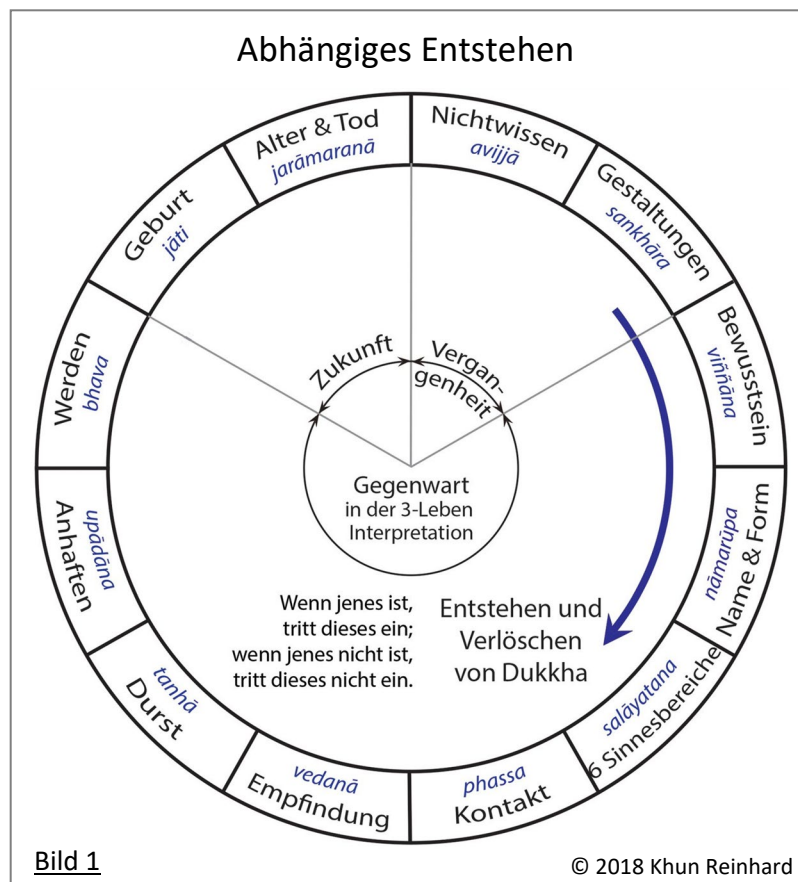 Abhängiges Entstehen
Nichtwissen
avijjā
Gestaltungen
sankhāra
Bewusstsein
viññāna
Name & Form
nāmarūpa
6 Sinnesbereiche
salāyatana
Kontakt
phassa
Empfindung
vedanā
Durst
tanhā
Anhaften
upādāna
Werden
bhava
Geburt
jāti
Alter & Tod
jarāmaranā
Zukunft
Vergan-
genheit
Gegenwart
in der 3-Leben
Interpretation
Wenn jenes ist,
tritt dieses ein;
wenn jenes nicht ist,
tritt dieses nicht ein.
Entstehen und
Verlöschen
von Dukkha
Bild 1
© 2018 Khun Reinhard